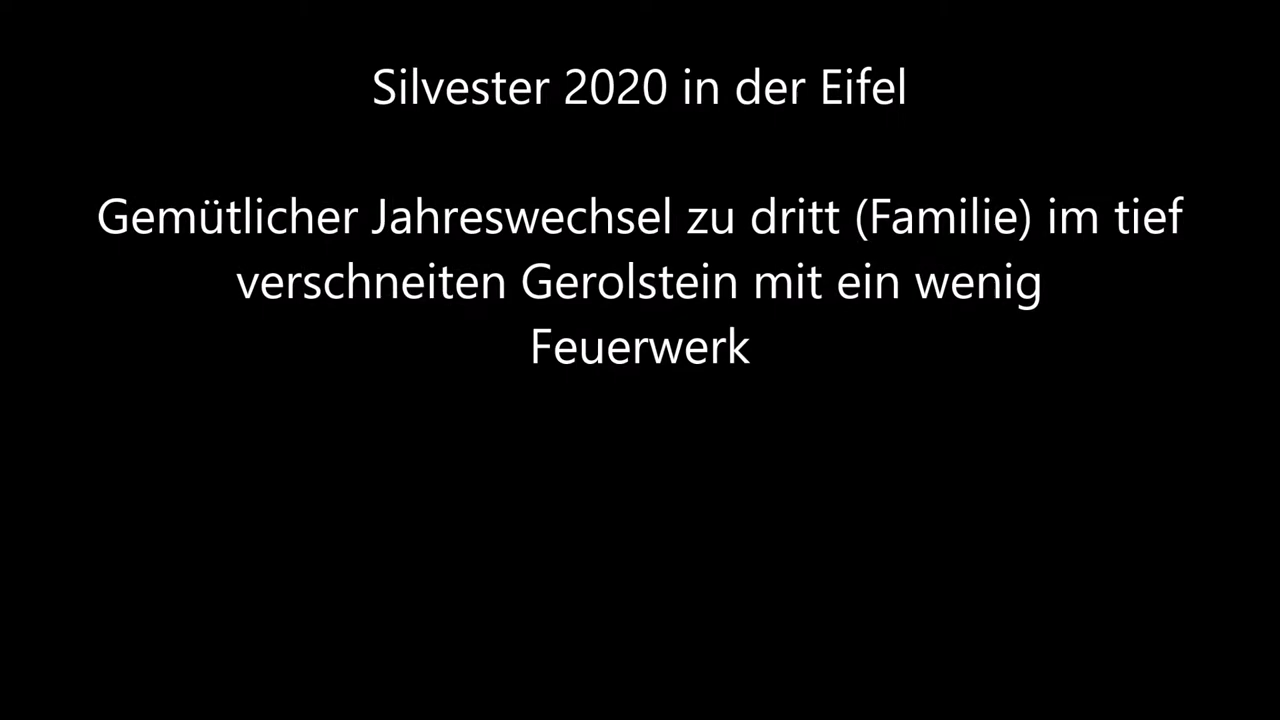 Silvester 2020 in der Eifel
Gemütlicher Jahreswechsel zu dritt (Familie) im tief
verschneiten Gerolstein mit ein wenig
Feuerwerk